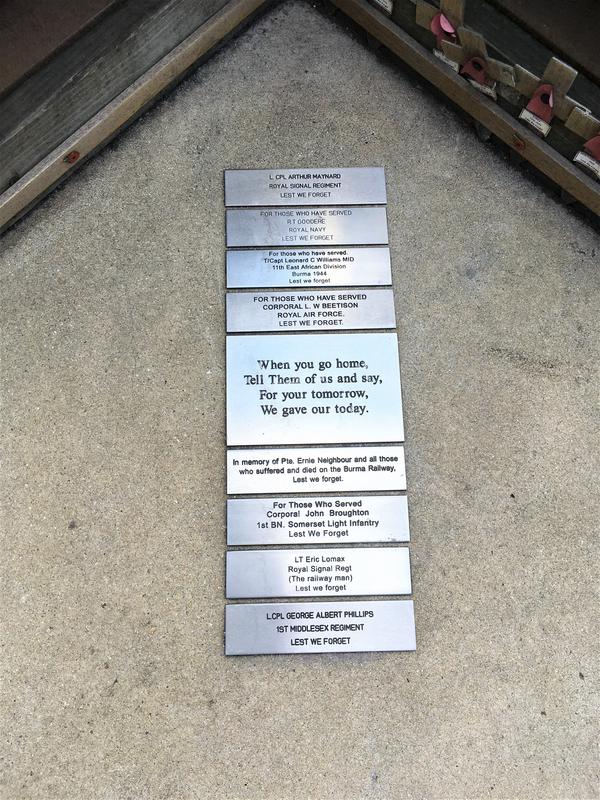 L. CPL ARTHUR MAYNARD
ROYAL SIGNAL REGIMENT
LEST WE FORGET
FOR THOSE WHO HAVE SERVED
R.T GOODERE
ROYAL NAVY
LEST WE FORGET
For those who have served.
T/Capt Leonard C Williams MID
11th East African Division
Burma 1944
Lest we forget
FOR THOSE WHO HAVE SERVED
CORPORAL L. W BEETISON
ROYAL AIR FORCE.
LEST WE FORGET.
When you go home,
Tell Them of us and say,
For your tomorrow,
We gave our today.
In memory of Pte. Ernie Neighbour and all those
who suffered and died on the Burma Railway.
Lest we forget.
For Those Who Served
Corporal John Broughton
1st BN. Somerset Light Infantry
Lest We Forget
LT Eric Lomax
Royal Signal Regt
(The railway man)
Lest we forget
L.CPL GEORGE ALBERT PHILLIPS
1ST MIDDLESEX REGIMENT
LEST WE FORGET